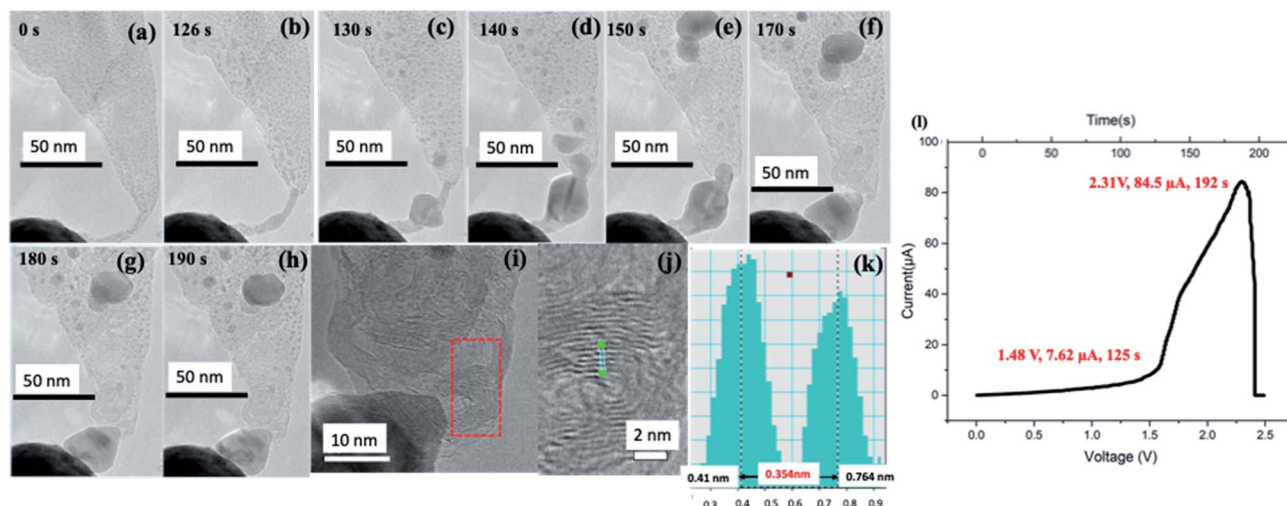 0 s (a)
50 nm
126 s (b)
50 nm
130 s (c)
50 nm
140 s (d)
50 nm
150 s (e)
50 nm
170 s (f)
50 nm
180 s (g)
50 nm
190 s (h)
50 nm
(i)
10 nm
(j)
2 nm
(k)
0.41 nm 0.354nm 0.764 nm
0.3 0.4 0.5 0.6 0.7 0.8 0.9
(l)
Time(s)
0 50 100 150 200
100
80
60
40
20
0
Current(μA)
2.31V, 84.5 μA, 192 s
1.48 V, 7.62 μA, 125 s
0.0 0.5 1.0 1.5 2.0 2.5
Voltage (V)